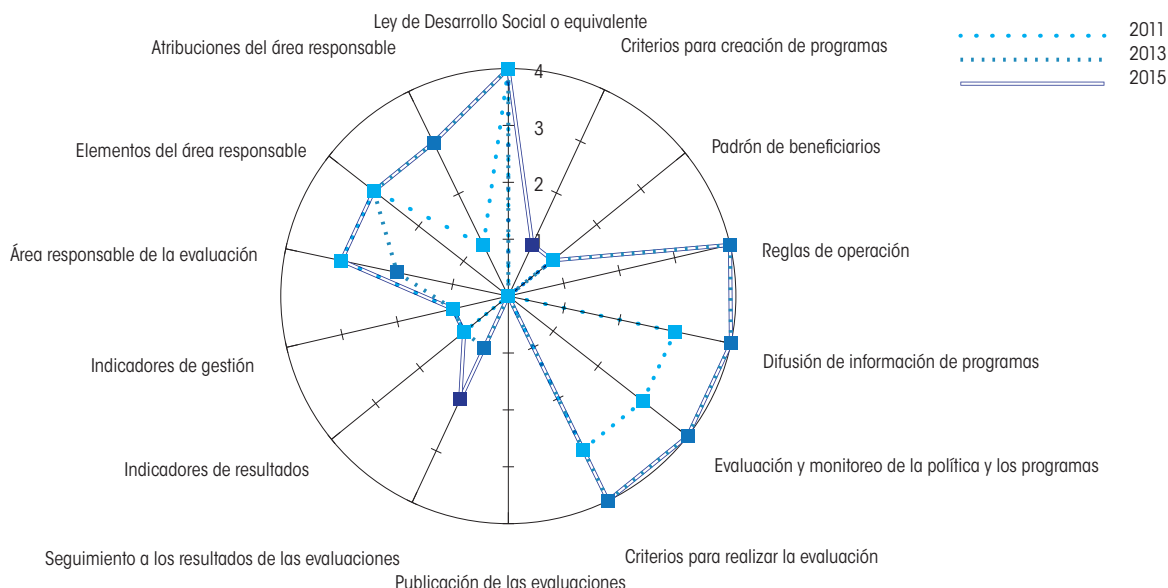 Ley de Desarrollo Social o equivalente
2011
Atribuciones del área responsable
Criterios para creación de programas
2013
2015
4
3
Elementos del área responsable
Padrón de beneficiarios
2
1
Área responsable de la evaluación
Reglas de operación
Indicadores de gestión
Difusión de información de programas
Indicadores de resultados
Evaluación y monitoreo de la política y los programas
Seguimiento a los resultados de las evaluaciones
Criterios para realizar la evaluación
Publicación de las evaluaciones